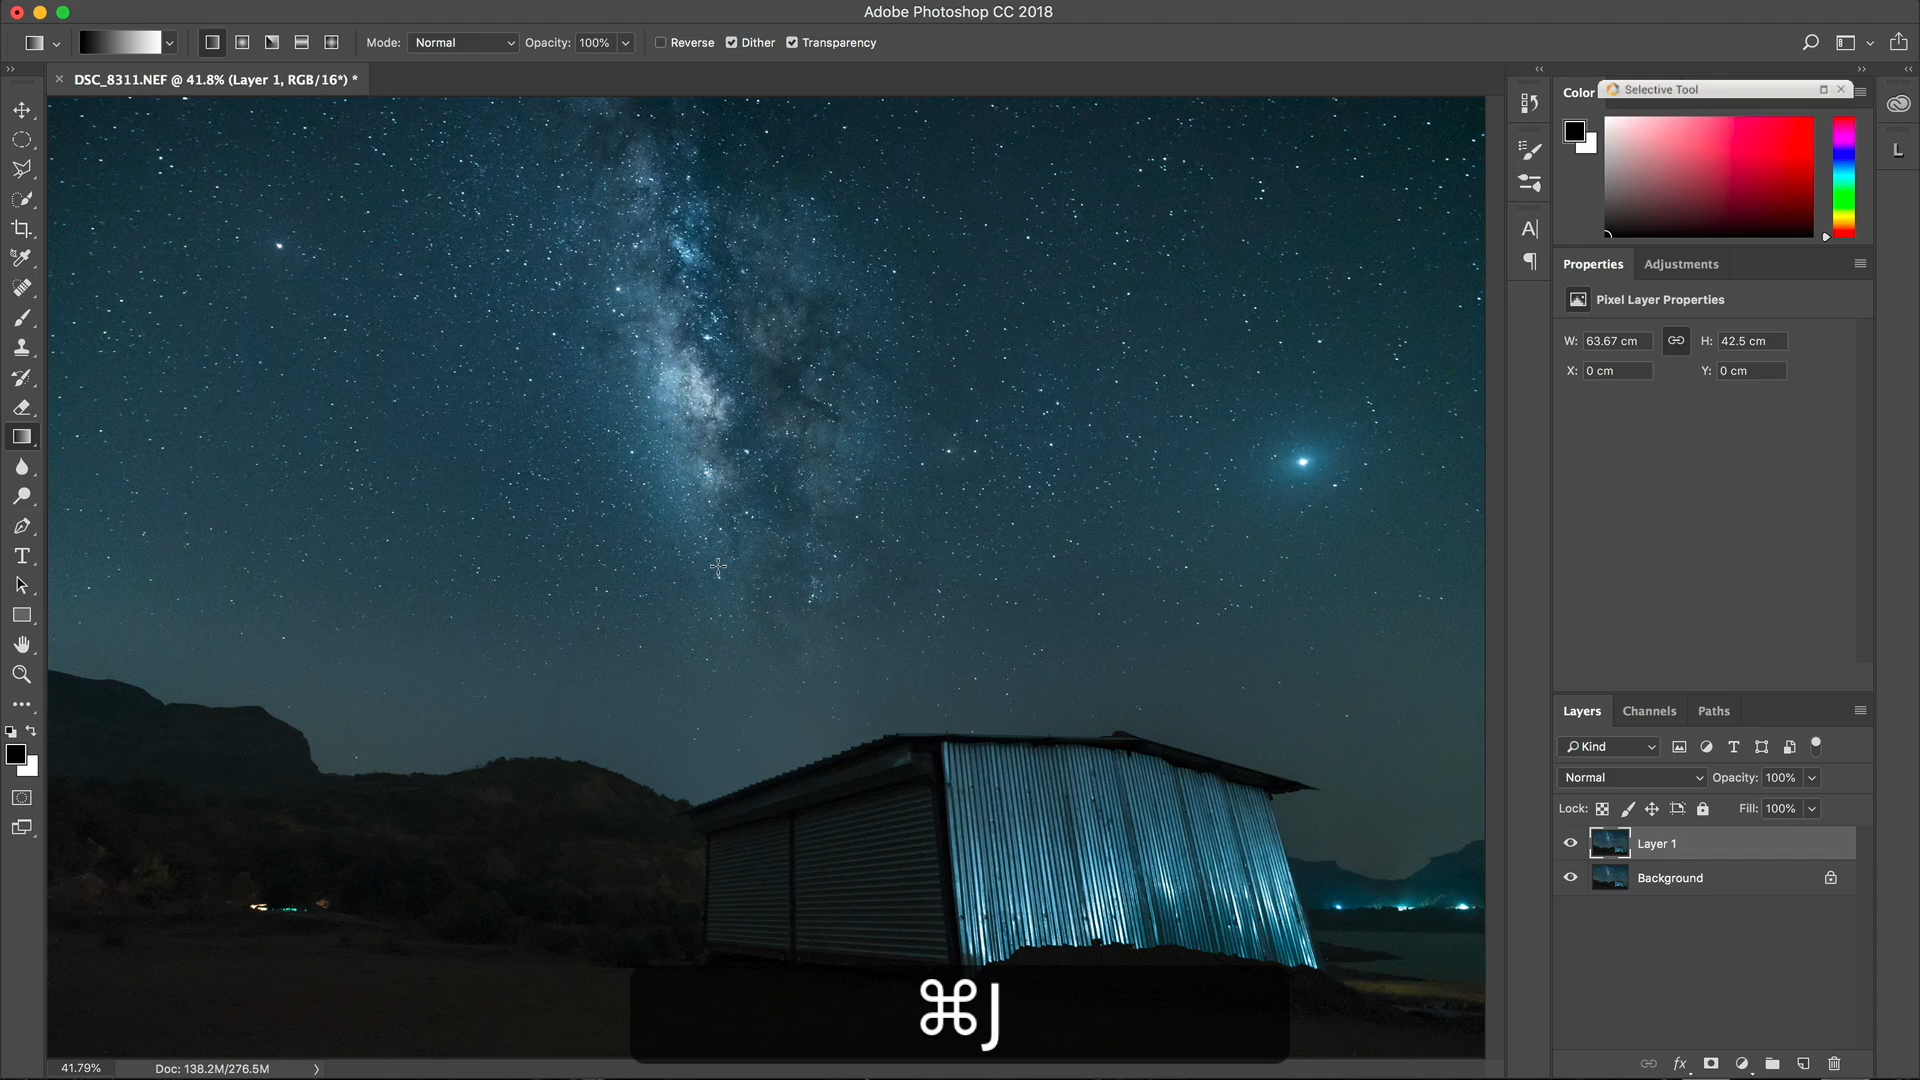 Adobe Photoshop CC 2018
Mode: Normal Opacity: 100% Reverse Dither Transparency
DSC_8311.NEF @ 41.8% (Layer 1, RGB/16*) *
Color Selective Tool
L
A|
Properties Adjustments
Pixel Layer Properties
W: 63.67 cm H: 42.5 cm
X: 0 cm Y: 0 cm
T
Layers Channels Paths
Kind T
Normal Opacity: 100%
Lock: Fill: 100%
Layer 1
Background
⌘J
41.79% Doc: 138.2M/276.5M
fx